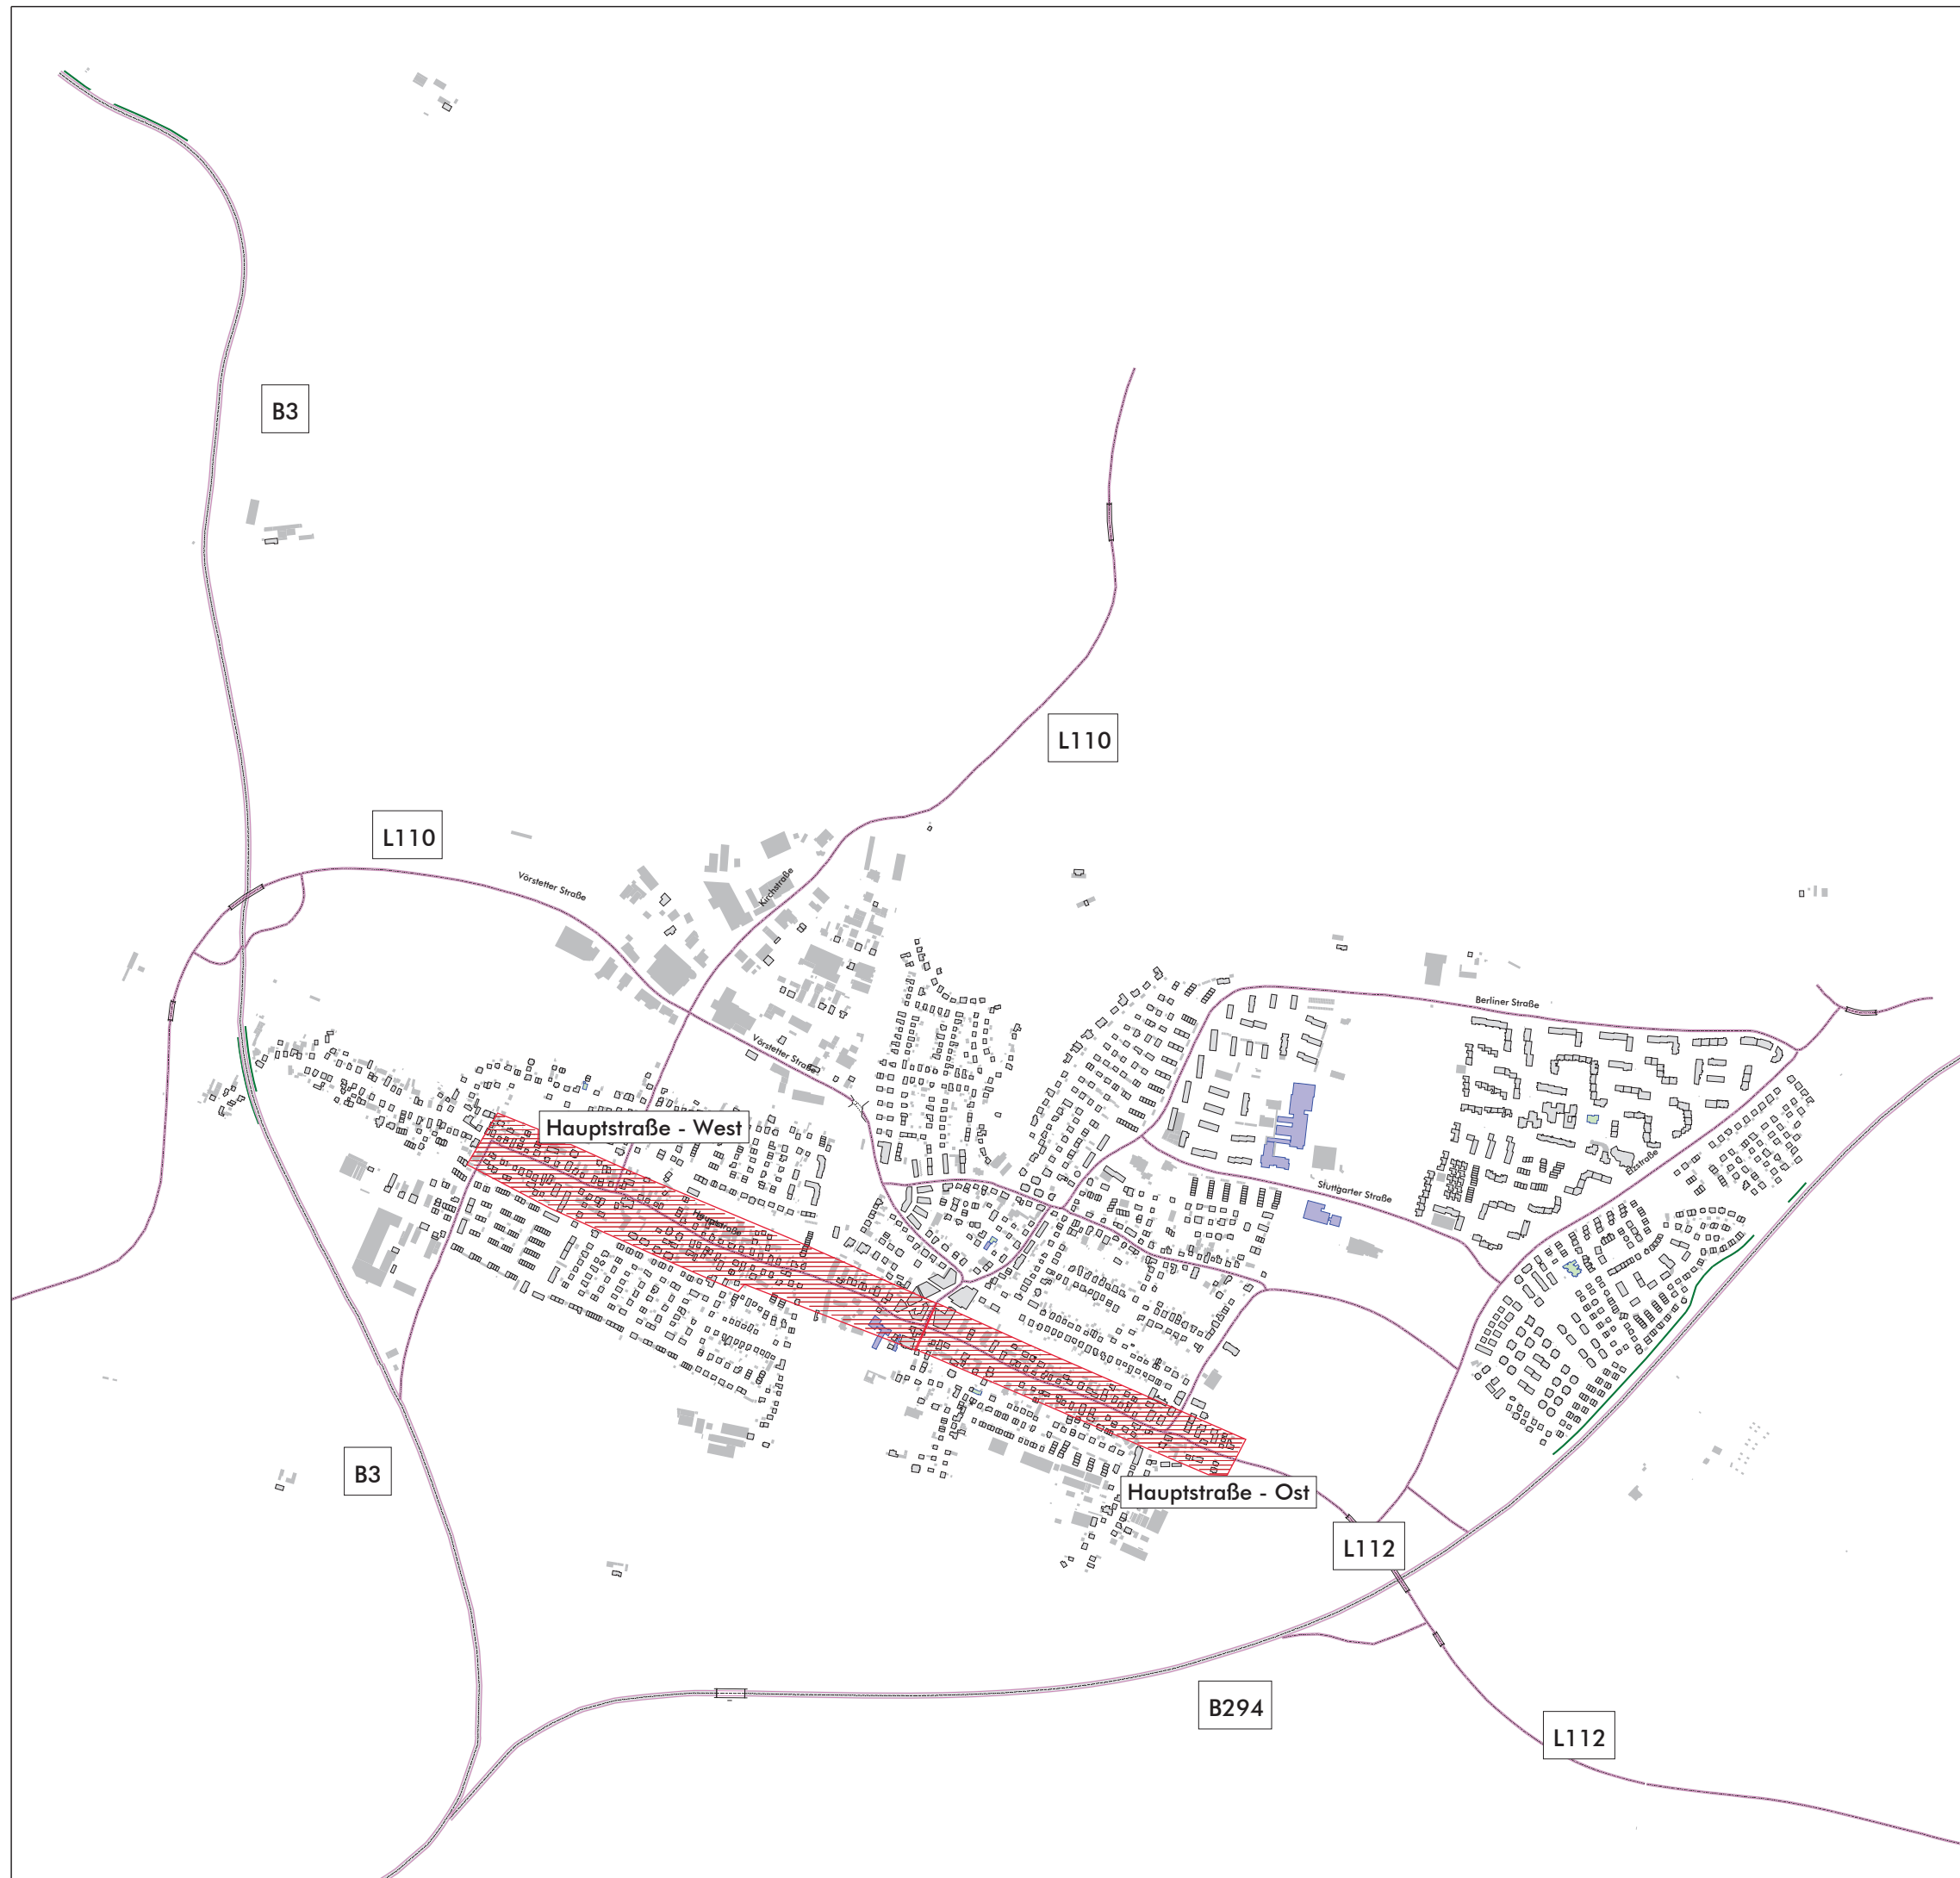 B3
L110
L110
Vörstetter Straße
Kirchstraße
Berliner Straße
Vörstetter Straße
Hauptstraße - West
Elzstraße
Stuttgarter Straße
Hauptstraße
B3
Hauptstraße - Ost
L112
B294
L112